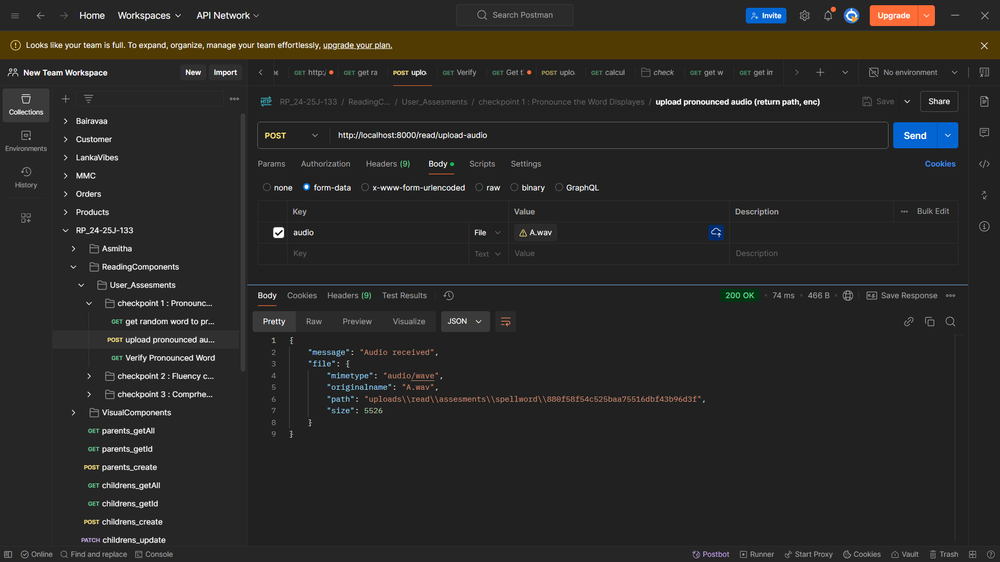 Home
Workspaces
API Network
Search Postman
Invite
Upgrade
Looks like your team is full. To expand, organize, manage your team effortlessly, upgrade your plan.
New Team Workspace
New
Import
GET http:/
GET get ra
POST uplo
GET Verify
GET Get t
POST uplo
GET calcul
check
GET get w
GET get im
No environment
Collections
Environments
History
Bairavaa
Customer
LankaVibes
MMC
Orders
Products
RP_24-25J-133
Asmitha
ReadingComponents
User_Assesments
checkpoint 1 : Pronounc...
GET get random word to pr...
POST upload pronounced au...
GET Verify Pronounced Word
checkpoint 2 : Fluency c...
checkpoint 3 : Comprhe...
VisualComponents
GET parents_getAll
GET parents_getId
POST parents_create
GET childrens_getAll
GET childrens_getId
POST childrens_create
PATCH childrens_update
HTTP RP_24-25J-133 / ReadingC... / User_Assesments / checkpoint 1 : Pronounce the Word Displayes / upload pronounced audio (return path, enc)
Save
Share
POST
http://localhost:8000/read/upload-audio
Send
Params Authorization Headers (9) Body Scripts Settings
Cookies
none form-data x-www-form-urlencoded raw binary GraphQL
Key Value Description Bulk Edit
audio File A.wav
Key Text Value Description
Body Cookies Headers (9) Test Results
200 OK • 74 ms • 466 B • e.g. Save Response
Pretty Raw Preview Visualize JSON
1 {
2 "message": "Audio received",
3 "file": {
4 "mimetype": "audio/wave",
5 "originalname": "A.wav",
6 "path": "uploads\\read\\assesments\\spellword\\880f58f54c525baa75516dbf43b96d3f",
7 "size": 5526
8 }
9 }
Online
Find and replace
Console
Postbot
Runner
Start Proxy
Cookies
Vault
Trash